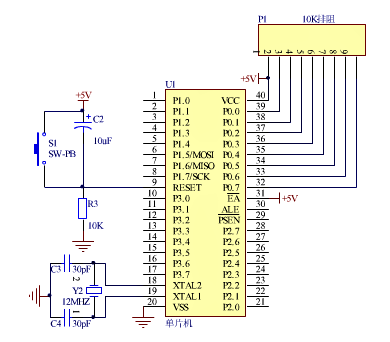 P1 10K排阻
1 2 3 4 5 6 7 8 9
+5V
U1
+5V
1 P1.0 VCC 40
2 P1.1 P0.0 39
3 P1.2 P0.1 38
4 P1.3 P0.2 37
5 P1.4 P0.3 36
6 P1.5/MOSI P0.4 35
7 P1.6/MISO P0.5 34
8 P1.7/SCK P0.6 33
9 RESET P0.7 32
10 P3.0 EA 31 +5V
11 P3.1 ALE 30
12 P3.2 PSEN 29
13 P3.3 P2.7 28
14 P3.4 P2.6 27
15 P3.5 P2.5 26
16 P3.6 P2.4 25
17 P3.7 P2.3 24
18 XTAL2 P2.2 23
19 XTAL1 P2.1 22
20 VSS P2.0 21
单片机
C2
10uF
S1
SW-PB
R3
10K
C3 30pF
2
Y2
12MHZ
1
C4 30pF